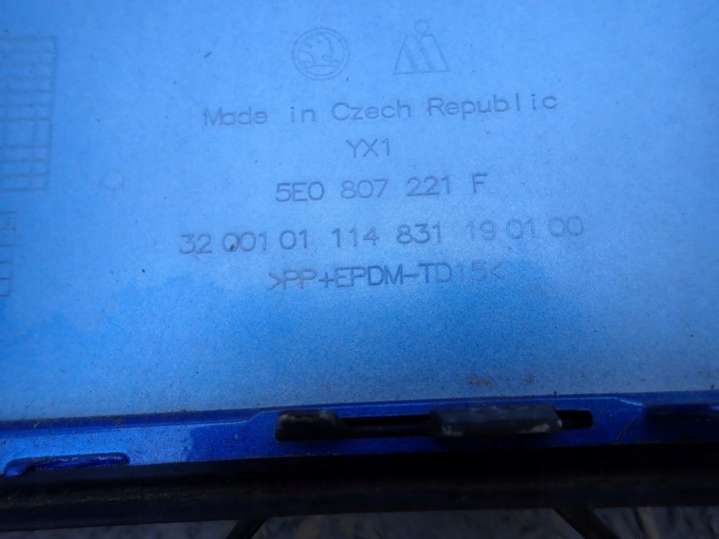 Made in Czech Republic
YX1
5E0 807 221 F
32 001 01 114 831 19 01 00
>PP+EPDM-TD15<